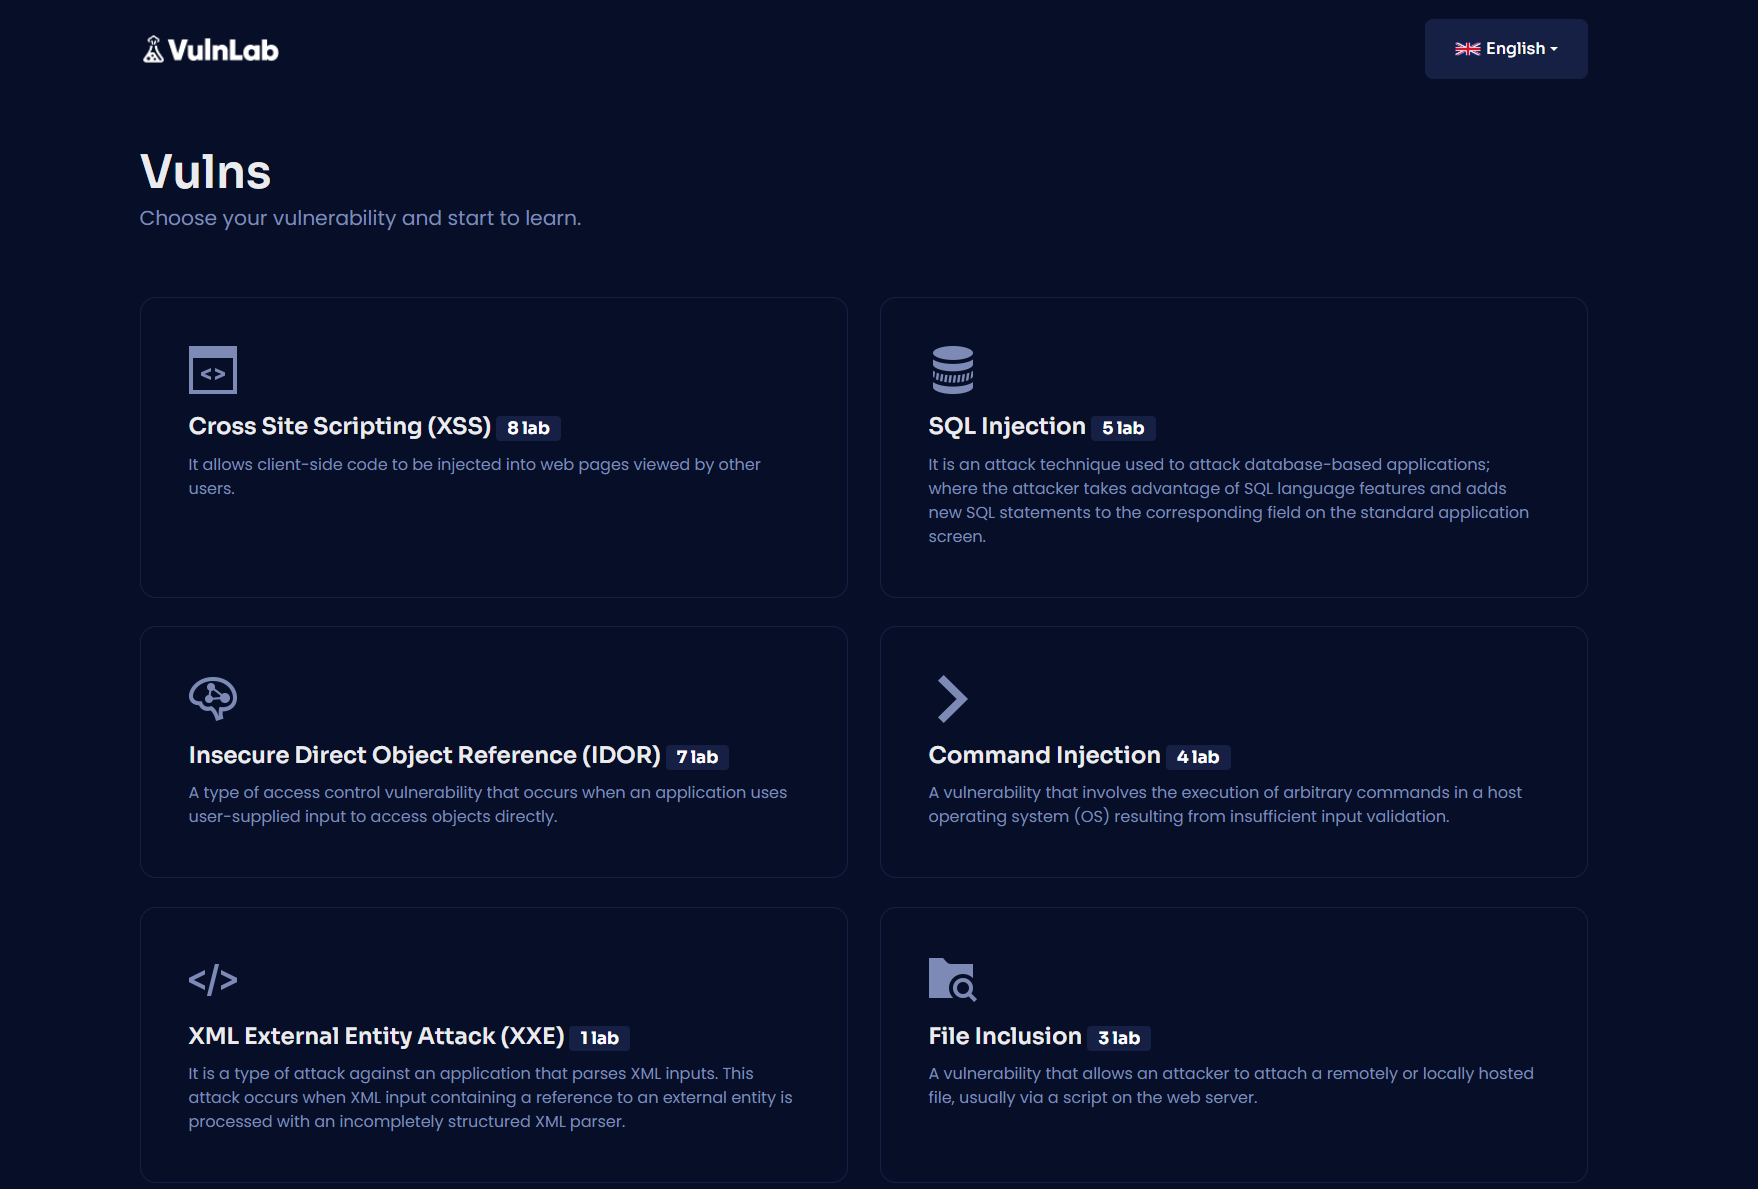 VulnLab
English
Vulns
Choose your vulnerability and start to learn.
<>
Cross Site Scripting (XSS) 8 lab
It allows client-side code to be injected into web pages viewed by other
users.
SQL Injection 5 lab
It is an attack technique used to attack database-based applications;
where the attacker takes advantage of SQL language features and adds
new SQL statements to the corresponding field on the standard application
screen.
Insecure Direct Object Reference (IDOR) 7 lab
A type of access control vulnerability that occurs when an application uses
user-supplied input to access objects directly.
Command Injection 4 lab
A vulnerability that involves the execution of arbitrary commands in a host
operating system (OS) resulting from insufficient input validation.
</>
XML External Entity Attack (XXE) 1 lab
It is a type of attack against an application that parses XML inputs. This
attack occurs when XML input containing a reference to an external entity is
processed with an incompletely structured XML parser.
File Inclusion 3 lab
A vulnerability that allows an attacker to attach a remotely or locally hosted
file, usually via a script on the web server.